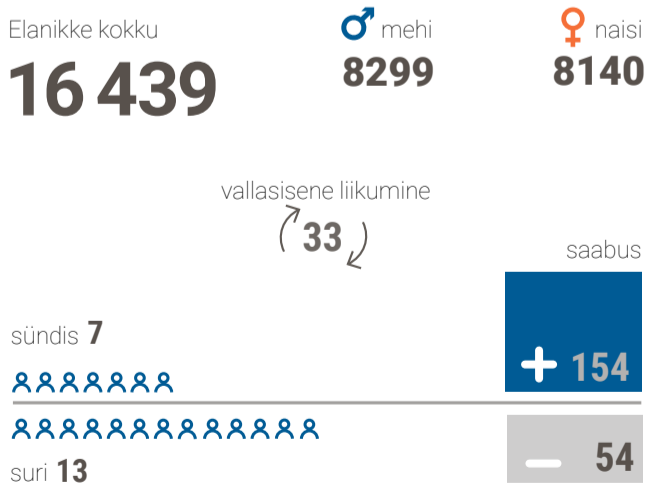 Elanikke kokku
16 439
mehi
8299
naisi
8140
vallasisene liikumine
33
saabus
+ 154
sündis 7
suri 13
− 54